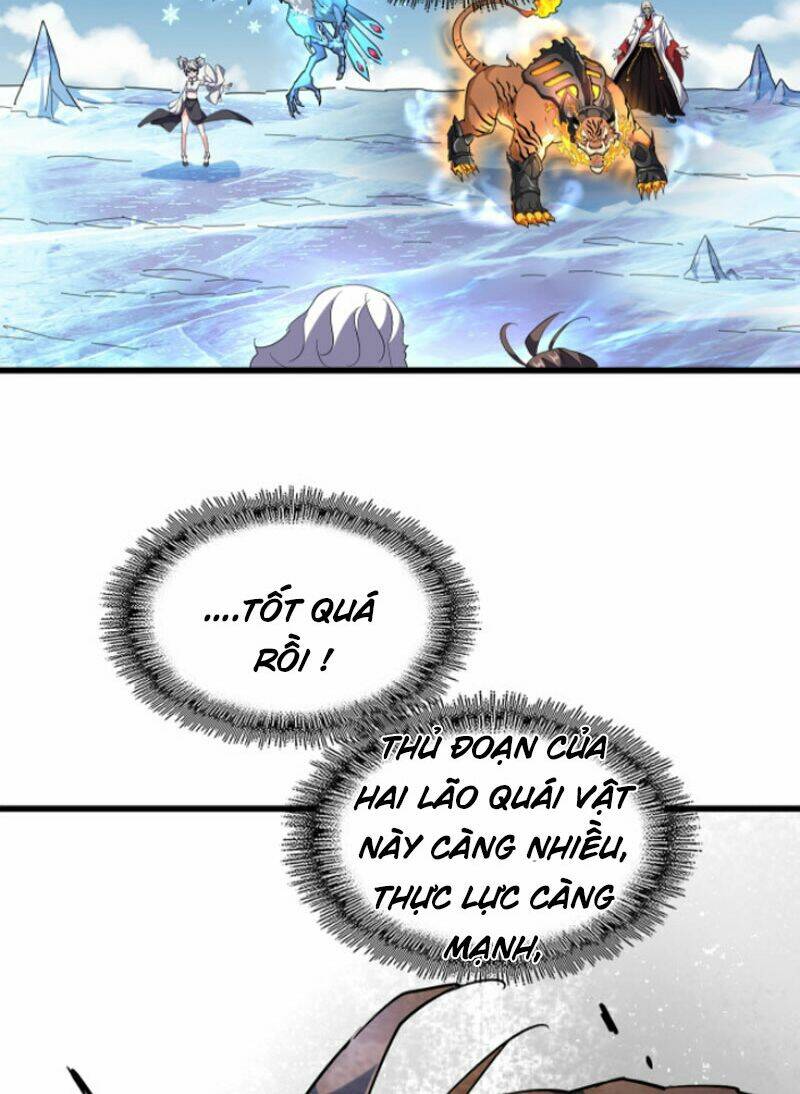 ....TỐT QUÁ
RỒI !
THỦ ĐOẠN CỦA
HAI LÃO QUÁI VẬT
NÀY CÀNG NHIỀU,
THỰC LỰC CÀNG
MẠNH,